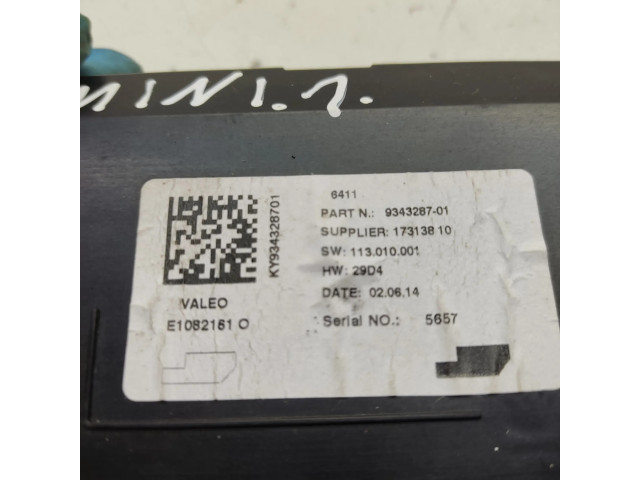 MINI.1.
6411
PART N.: 9343287-01
SUPPLIER: 173138 10
SW: 113.010.001
HW: 29D4
DATE: 02.06.14
Serial NO.: 5657
KY934328701
VALEO
E1082161 O